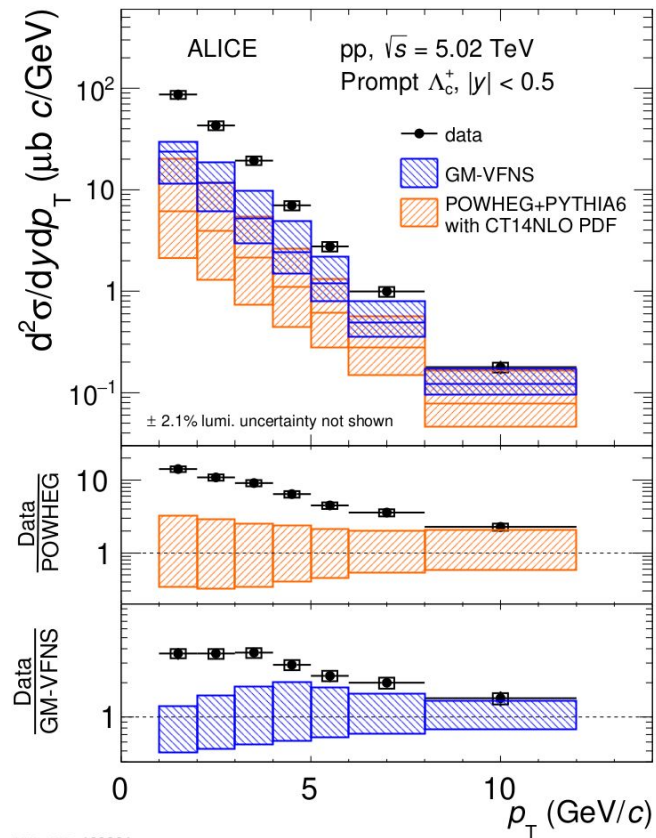 ALICE
pp, √s = 5.02 TeV
Prompt Λc+, |y| < 0.5
data
GM-VFNS
POWHEG+PYTHIA6
with CT14NLO PDF
d²σ/dydpT (μb c/GeV)
10²
10
1
10⁻¹
± 2.1% lumi. uncertainty not shown
Data
POWHEG
10
1
Data
GM-VFNS
1
0 5 10
pT (GeV/c)